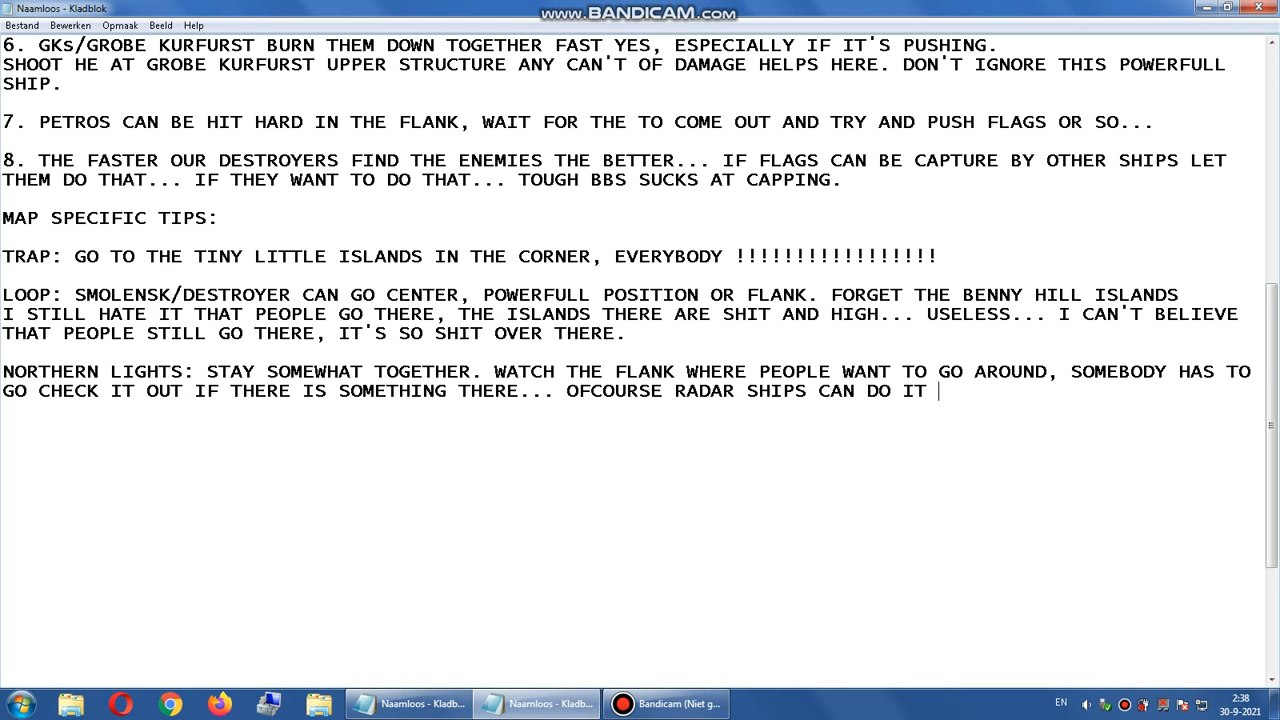 Naamloos - Kladblok
www.BANDICAM.com
Bestand Bewerken Opmaak Beeld Help
6. GKs/GROBE KURFURST BURN THEM DOWN TOGETHER FAST YES, ESPECIALLY IF IT'S PUSHING.
SHOOT HE AT GROBE KURFURST UPPER STRUCTURE ANY CAN'T OF DAMAGE HELPS HERE. DON'T IGNORE THIS POWERFULL
SHIP.
7. PETROS CAN BE HIT HARD IN THE FLANK, WAIT FOR THE TO COME OUT AND TRY AND PUSH FLAGS OR SO...
8. THE FASTER OUR DESTROYERS FIND THE ENEMIES THE BETTER... IF FLAGS CAN BE CAPTURE BY OTHER SHIPS LET
THEM DO THAT... IF THEY WANT TO DO THAT... TOUGH BBS SUCKS AT CAPPING.
MAP SPECIFIC TIPS:
TRAP: GO TO THE TINY LITTLE ISLANDS IN THE CORNER, EVERYBODY !!!!!!!!!!!!!!!!!
LOOP: SMOLENSK/DESTROYER CAN GO CENTER, POWERFULL POSITION OR FLANK. FORGET THE BENNY HILL ISLANDS
I STILL HATE IT THAT PEOPLE GO THERE, THE ISLANDS THERE ARE SHIT AND HIGH... USELESS... I CAN'T BELIEVE
THAT PEOPLE STILL GO THERE, IT'S SO SHIT OVER THERE.
NORTHERN LIGHTS: STAY SOMEWHAT TOGETHER. WATCH THE FLANK WHERE PEOPLE WANT TO GO AROUND, SOMEBODY HAS TO
GO CHECK IT OUT IF THERE IS SOMETHING THERE... OFCOURSE RADAR SHIPS CAN DO IT
Naamloos - Kladb... Naamloos - Kladb... Bandicam (Niet g... EN 2:38
30-9-2021